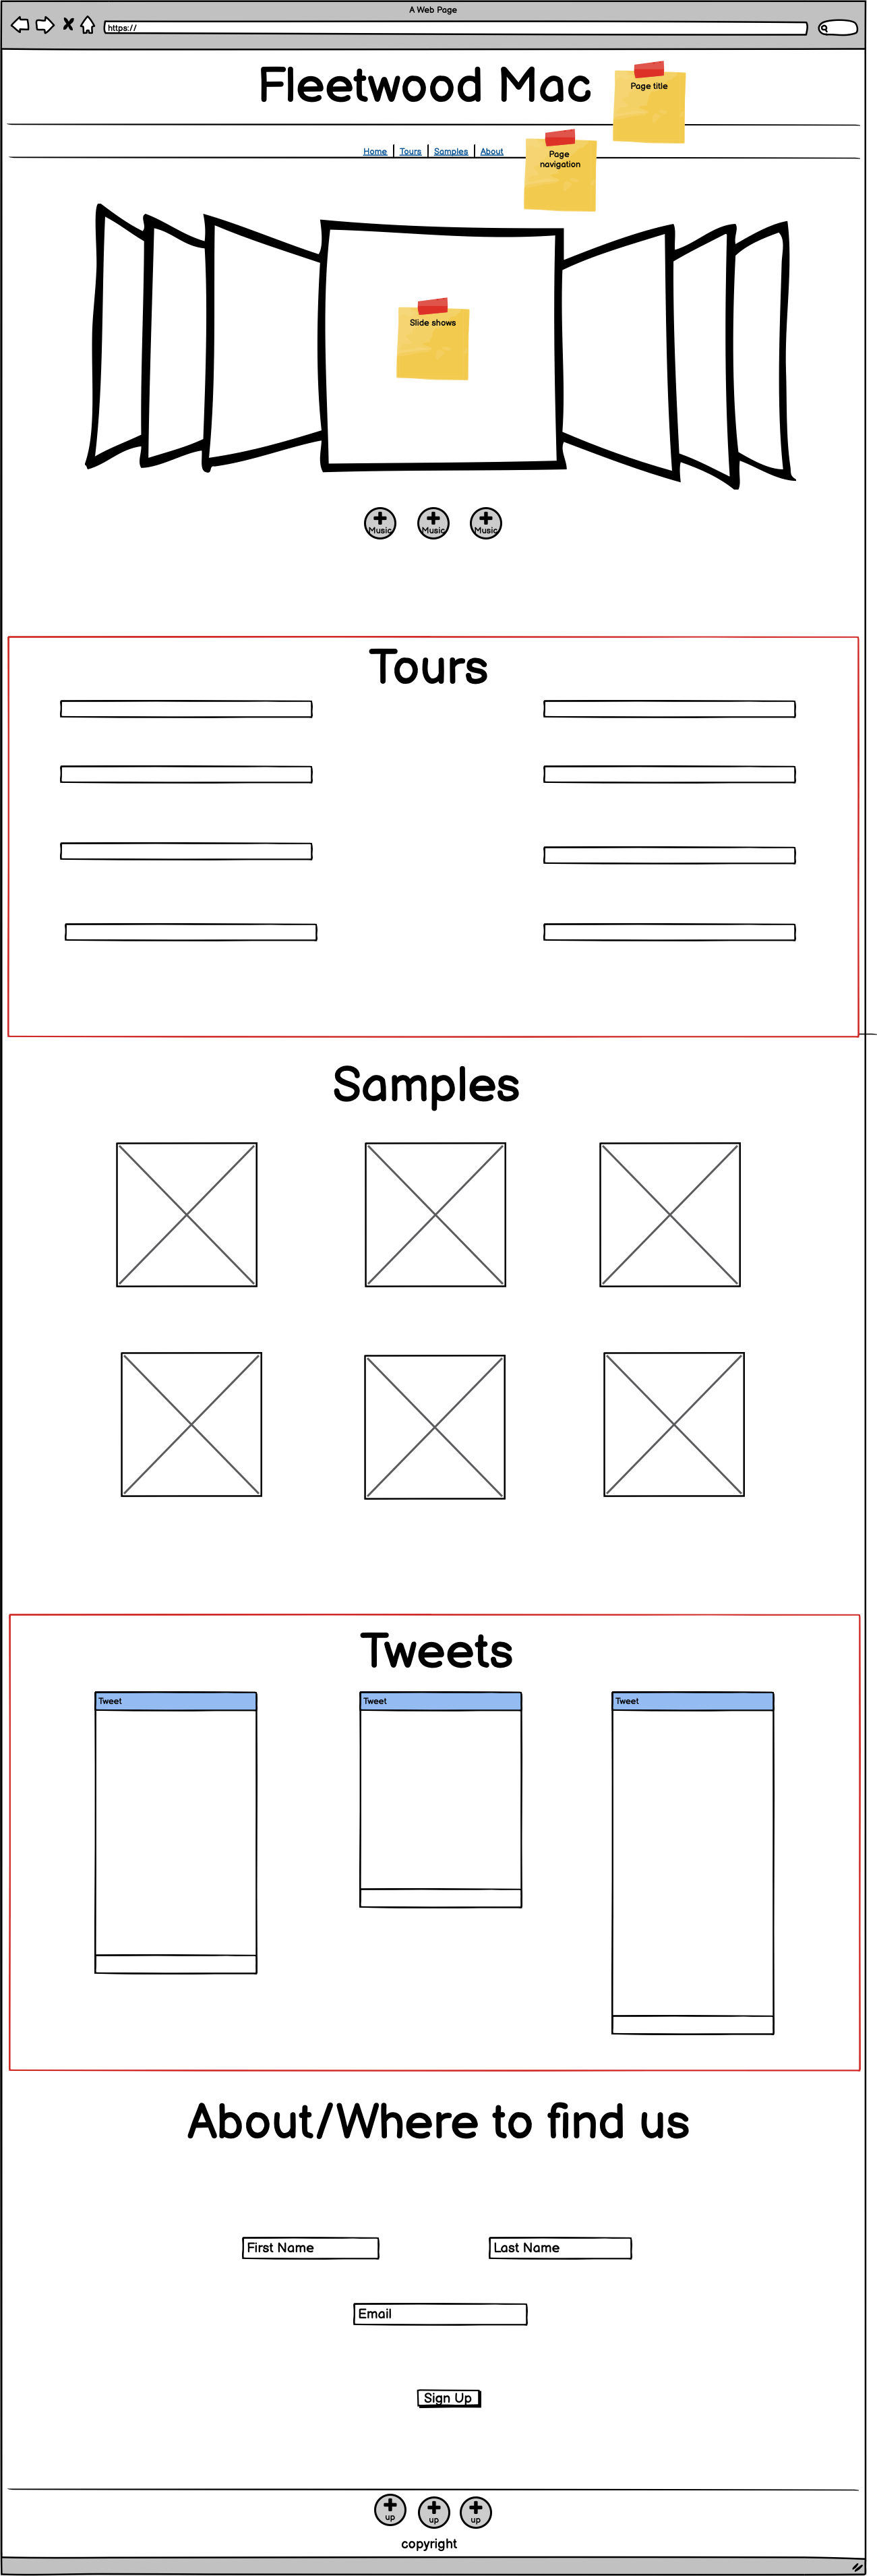 A Web Page
https://
Fleetwood Mac
Page title
Home Tours Samples About
Page
navigation
Slide shows
Music Music Music
Tours
Samples
Tweets
Tweet Tweet Tweet
About/Where to find us
First Name Last Name
Email
Sign Up
up up up
copyright